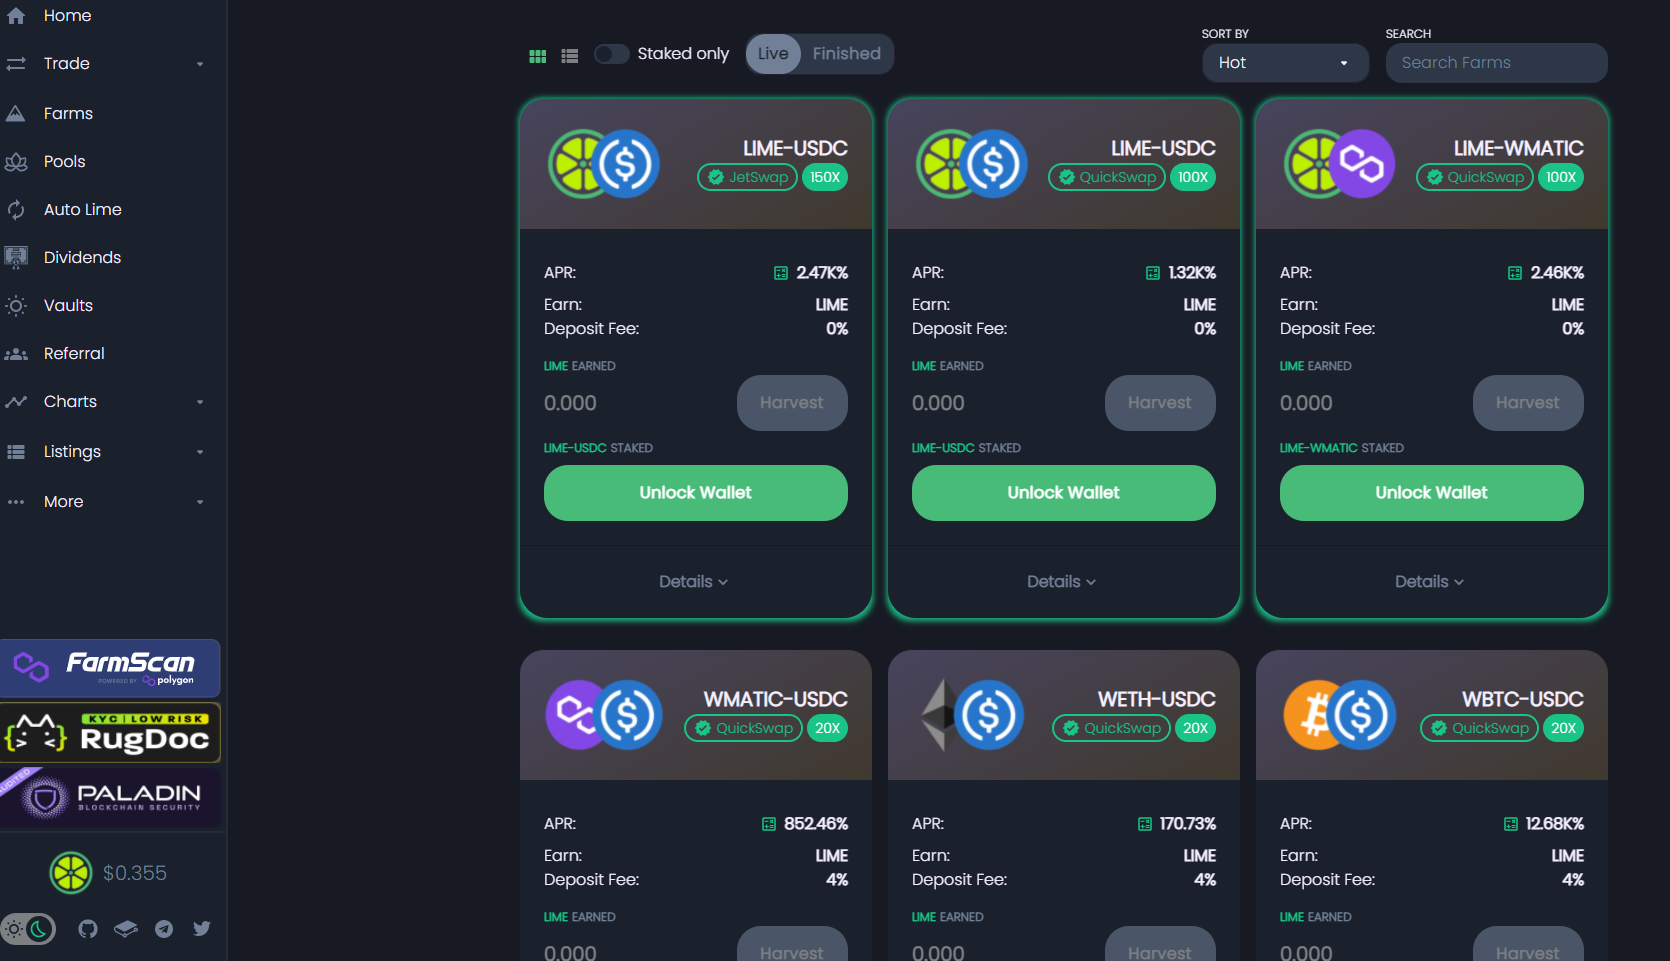 Home
Trade
Farms
Pools
Auto Lime
Dividends
Vaults
Referral
Charts
Listings
More
FarmScan
POWERED BY polygon
KYC | LOW RISK
RugDoc
AUDITED
PALADIN
BLOCKCHAIN SECURITY
$0.355
Staked only Live Finished
SORT BY
Hot
SEARCH
Search Farms
LIME-USDC
JetSwap 150X
APR: 2.47K%
Earn: LIME
Deposit Fee: 0%
LIME EARNED
0.000 Harvest
LIME-USDC STAKED
Unlock Wallet
Details
LIME-USDC
QuickSwap 100X
APR: 1.32K%
Earn: LIME
Deposit Fee: 0%
LIME EARNED
0.000 Harvest
LIME-USDC STAKED
Unlock Wallet
Details
LIME-WMATIC
QuickSwap 100X
APR: 2.46K%
Earn: LIME
Deposit Fee: 0%
LIME EARNED
0.000 Harvest
LIME-WMATIC STAKED
Unlock Wallet
Details
WMATIC-USDC
QuickSwap 20X
APR: 852.46%
Earn: LIME
Deposit Fee: 4%
LIME EARNED
0.000 Harvest
WETH-USDC
QuickSwap 20X
APR: 170.73%
Earn: LIME
Deposit Fee: 4%
LIME EARNED
0.000 Harvest
WBTC-USDC
QuickSwap 20X
APR: 12.68K%
Earn: LIME
Deposit Fee: 4%
LIME EARNED
0.000 Harvest